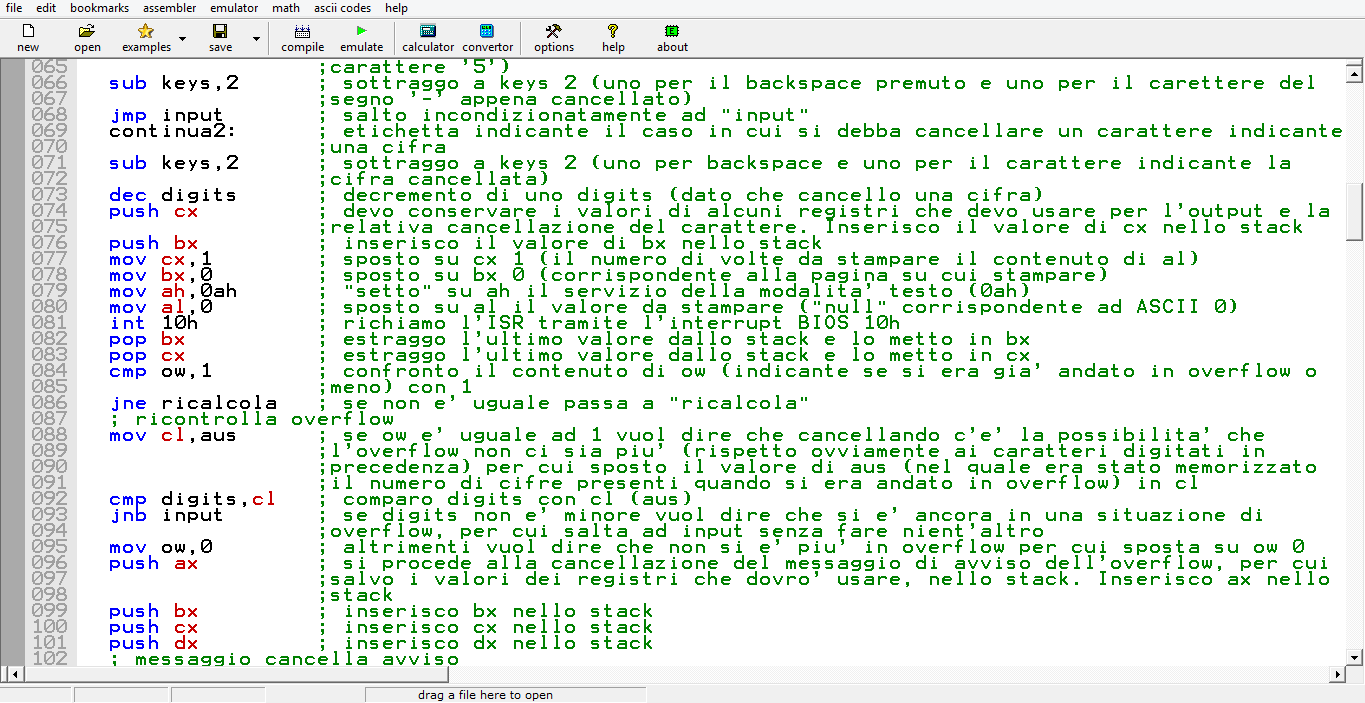 file edit bookmarks assembler emulator math ascii codes help
new open examples save compile emulate calculator convertor options help about
065 ;carattere '5')
066 sub keys,2 ; sottraggo a keys 2 (uno per il backspace premuto e uno per il carettere del
067 ;segno '-' appena cancellato)
068 jmp input ; salto incondizionatamente ad "input"
069 continua2: ; etichetta indicante il caso in cui si debba cancellare un carattere indicante
070 ;una cifra
071 sub keys,2 ; sottraggo a keys 2 (uno per backspace e uno per il carattere indicante la
072 ;cifra cancellata)
073 dec digits ; decremento di uno digits (dato che cancello una cifra)
074 push cx ; devo conservare i valori di alcuni registri che devo usare per l'output e la
075 ;relativa cancellazione del carattere. Inserisco il valore di cx nello stack
076 push bx ; inserisco il valore di bx nello stack
077 mov cx,1 ; sposto su cx 1 (il numero di volte da stampare il contenuto di al)
078 mov bx,0 ; sposto su bx 0 (corrispondente alla pagina su cui stampare)
079 mov ah,0ah ; "setto" su ah il servizio della modalita' testo (0ah)
080 mov al,0 ; sposto su al il valore da stampare ("null" corrispondente ad ASCII 0)
081 int 10h ; richiamo l'ISR tramite l'interrupt BIOS 10h
082 pop bx ; estraggo l'ultimo valore dallo stack e lo metto in bx
083 pop cx ; estraggo l'ultimo valore dallo stack e lo metto in cx
084 cmp ow,1 ; confronto il contenuto di ow (indicante se si era gia' andato in overflow o
085 ;meno) con 1
086 jne ricalcola ; se non e' uguale passa a "ricalcola"
087 ; ricontrolla overflow
088 mov cl,aus ; se ow e' uguale ad 1 vuol dire che cancellando c'e' la possibilita' che
089 ;l'overflow non ci sia piu' (rispetto ovviamente ai caratteri digitati in
090 ;precedenza) per cui sposto il valore di aus (nel quale era stato memorizzato
091 ;il numero di cifre presenti quando si era andato in overflow) in cl
092 cmp digits,cl ; comparo digits con cl (aus)
093 jnb input ; se digits non e' minore vuol dire che si e' ancora in una situazione di
094 ;overflow, per cui salta ad input senza fare nient'altro
095 mov ow,0 ; altrimenti vuol dire che non si e' piu' in overflow per cui sposta su ow 0
096 push ax ; si procede alla cancellazione del messaggio di avviso dell'overflow, per cui
097 ;salvo i valori dei registri che dovro' usare, nello stack. Inserisco ax nello
098 ;stack
099 push bx ; inserisco bx nello stack
100 push cx ; inserisco cx nello stack
101 push dx ; inserisco dx nello stack
102 ; messaggio cancella avviso
drag a file here to open